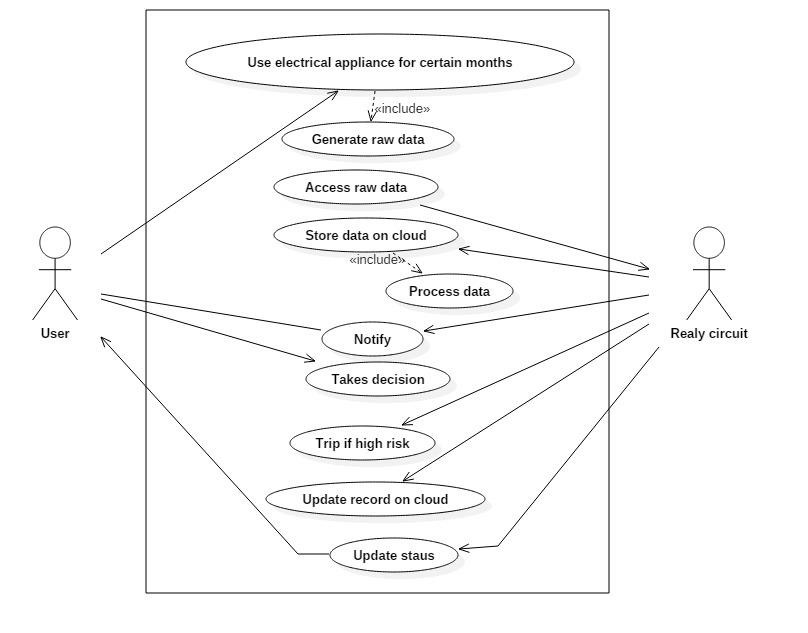 Use electrical appliance for certain months
«include»
Generate raw data
Access raw data
Store data on cloud
«include»
Process data
User
Realy circuit
Notify
Takes decision
Trip if high risk
Update record on cloud
Update staus